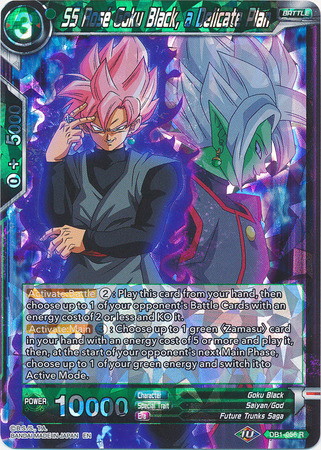 3
SS Rosé Goku Black, a Delicate Plan
BATTLE
0 + 5000
Activate:Battle 2 : Play this card from your hand, then
choose up to 1 of your opponent's Battle Cards with an
energy cost of 2 or less and KO it.
Activate:Main : Choose up to 1 green 《Zamasu》 card
in your hand with an energy cost of 5 or more and play it,
then, at the start of your opponent's next Main Phase,
choose up to 1 of your green energy and switch it to
Active Mode.
POWER 10000
Character Goku Black
Special Trait Saiyan/God
Era Future Trunks Saga
©B.S./S., T.A.
BANDAI MADE IN JAPAN EN
DB1-056 R